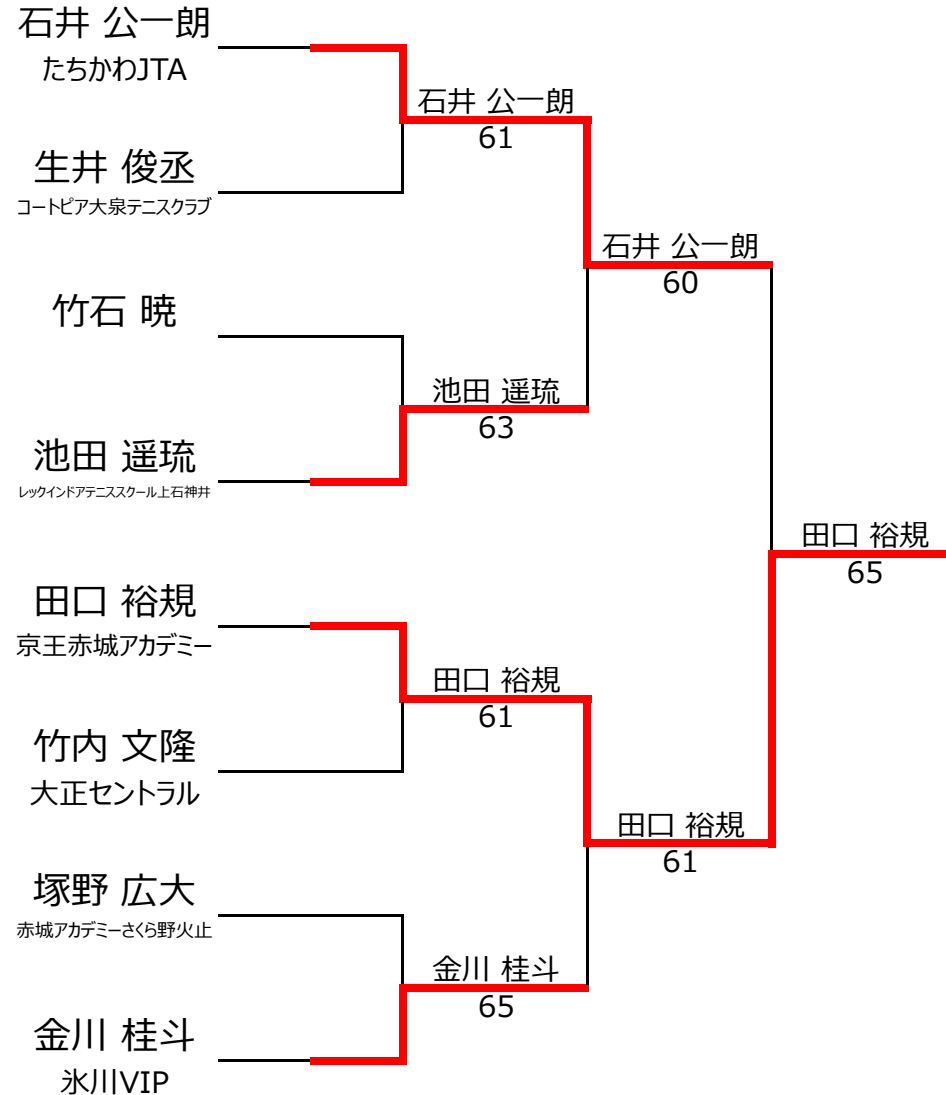 石井 公一朗
たちかわJTA
石井 公一朗
61
生井 俊丞
コートピア大泉テニスクラブ
石井 公一朗
60
竹石 暁
池田 遥琉
63
池田 遥琉
レックインドアテニススクール上石神井
田口 裕規
65
田口 裕規
京王赤城アカデミー
田口 裕規
61
竹内 文隆
大正セントラル
田口 裕規
61
塚野 広大
赤城アカデミーさくら野火止
金川 桂斗
65
金川 桂斗
氷川VIP